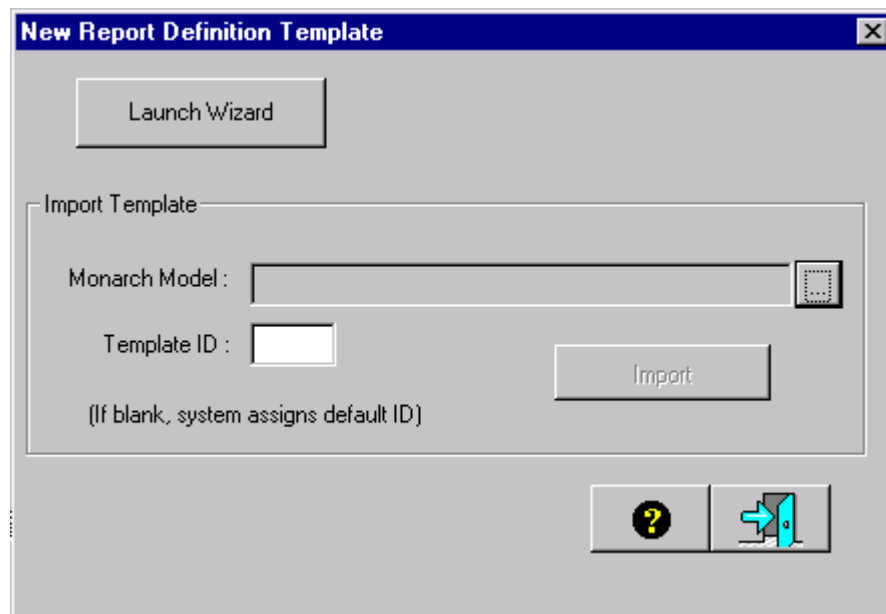 New Report Definition Template
Launch Wizard
Import Template
Monarch Model :
...
Template ID :
Import
(If blank, system assigns default ID)
?